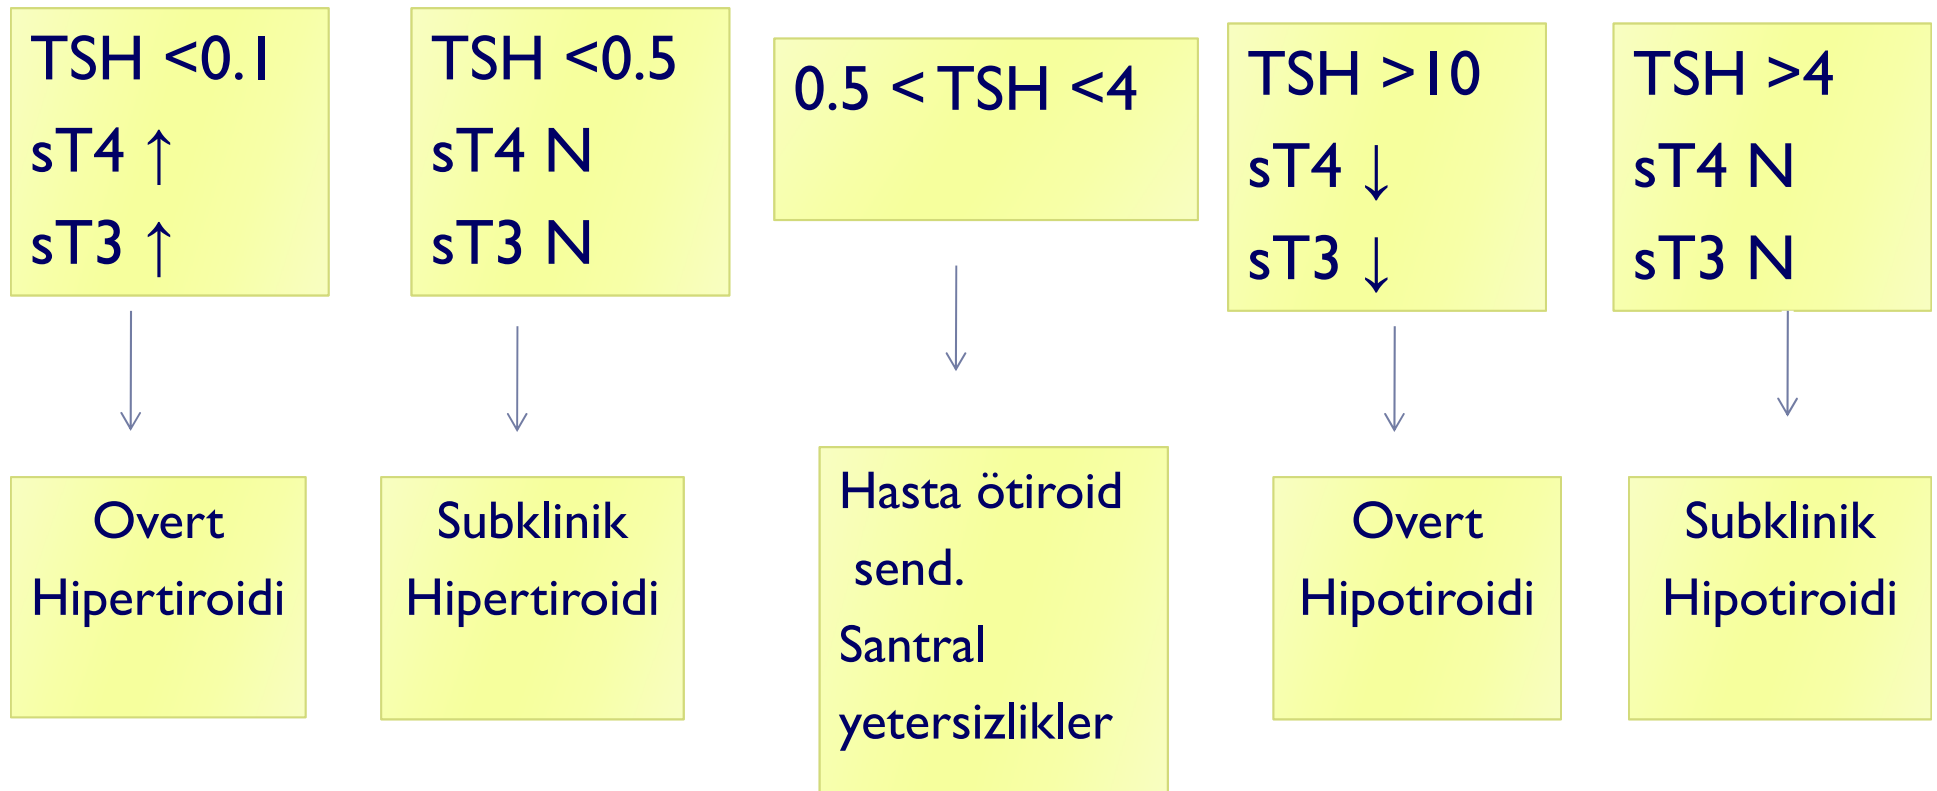 TSH <0.1
sT4 ↑
sT3 ↑
TSH <0.5
sT4 N
sT3 N
0.5 < TSH <4
TSH >10
sT4 ↓
sT3 ↓
TSH >4
sT4 N
sT3 N
Overt
Hipertiroidi
Subklinik
Hipertiroidi
Hasta ötiroid
send.
Santral
yetersizlikler
Overt
Hipotiroidi
Subklinik
Hipotiroidi